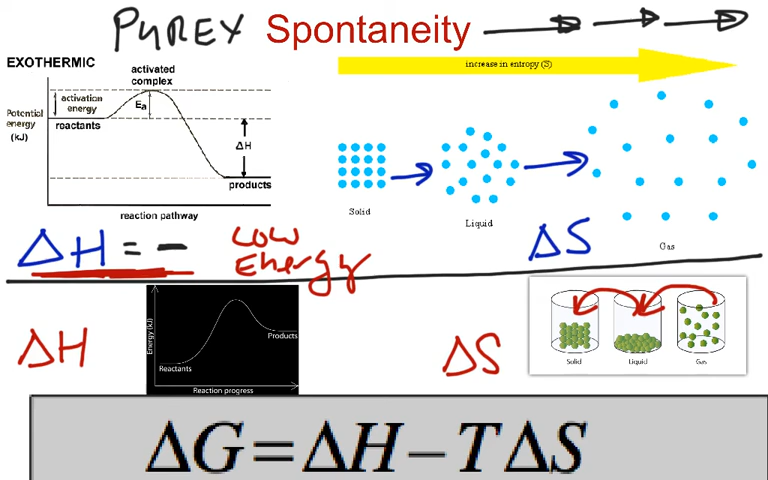 PYREX Spontaneity
EXOTHERMIC
activated
complex
activation
energy
Ea
Potential
energy
(kJ)
reactants
ΔH
products
reaction pathway
increase in entropy (S)
Solid
Liquid
Gas
ΔH = -
Low
Energy
ΔS
ΔH
Energy (kJ)
Reactants
Products
Reaction progress
ΔS
Solid
Liquid
Gas
ΔG=ΔH-TΔS